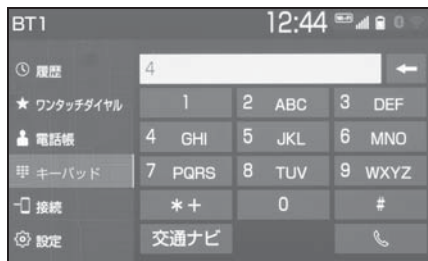 BT1 12:44
履歴 4
ワンタッチダイヤル 1 2 ABC 3 DEF
電話帳 4 GHI 5 JKL 6 MNO
キーパッド 7 PQRS 8 TUV 9 WXYZ
接続 *+ 0 #
設定 交通ナビ